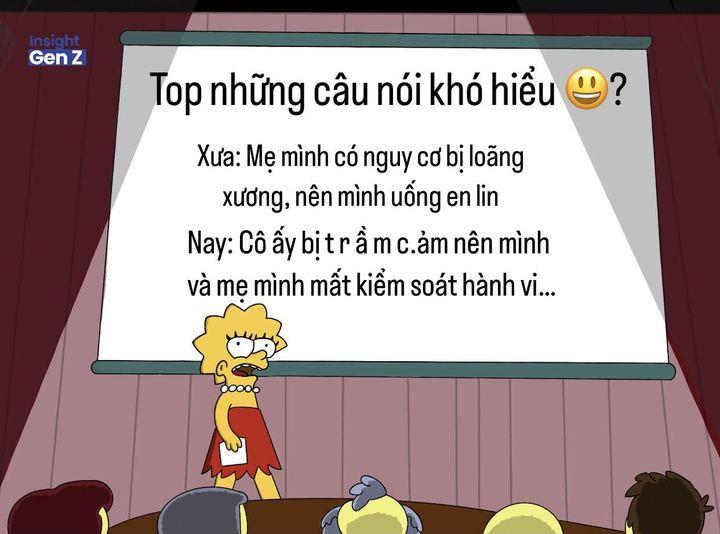 Insight
Gen Z
Top những câu nói khó hiểu 😃?
Xưa: Mẹ mình có nguy cơ bị loãng
xương, nên mình uống en lin
Nay: Cô ấy bị t r ầ m c.ảm nên mình
và mẹ mình mất kiểm soát hành vi...